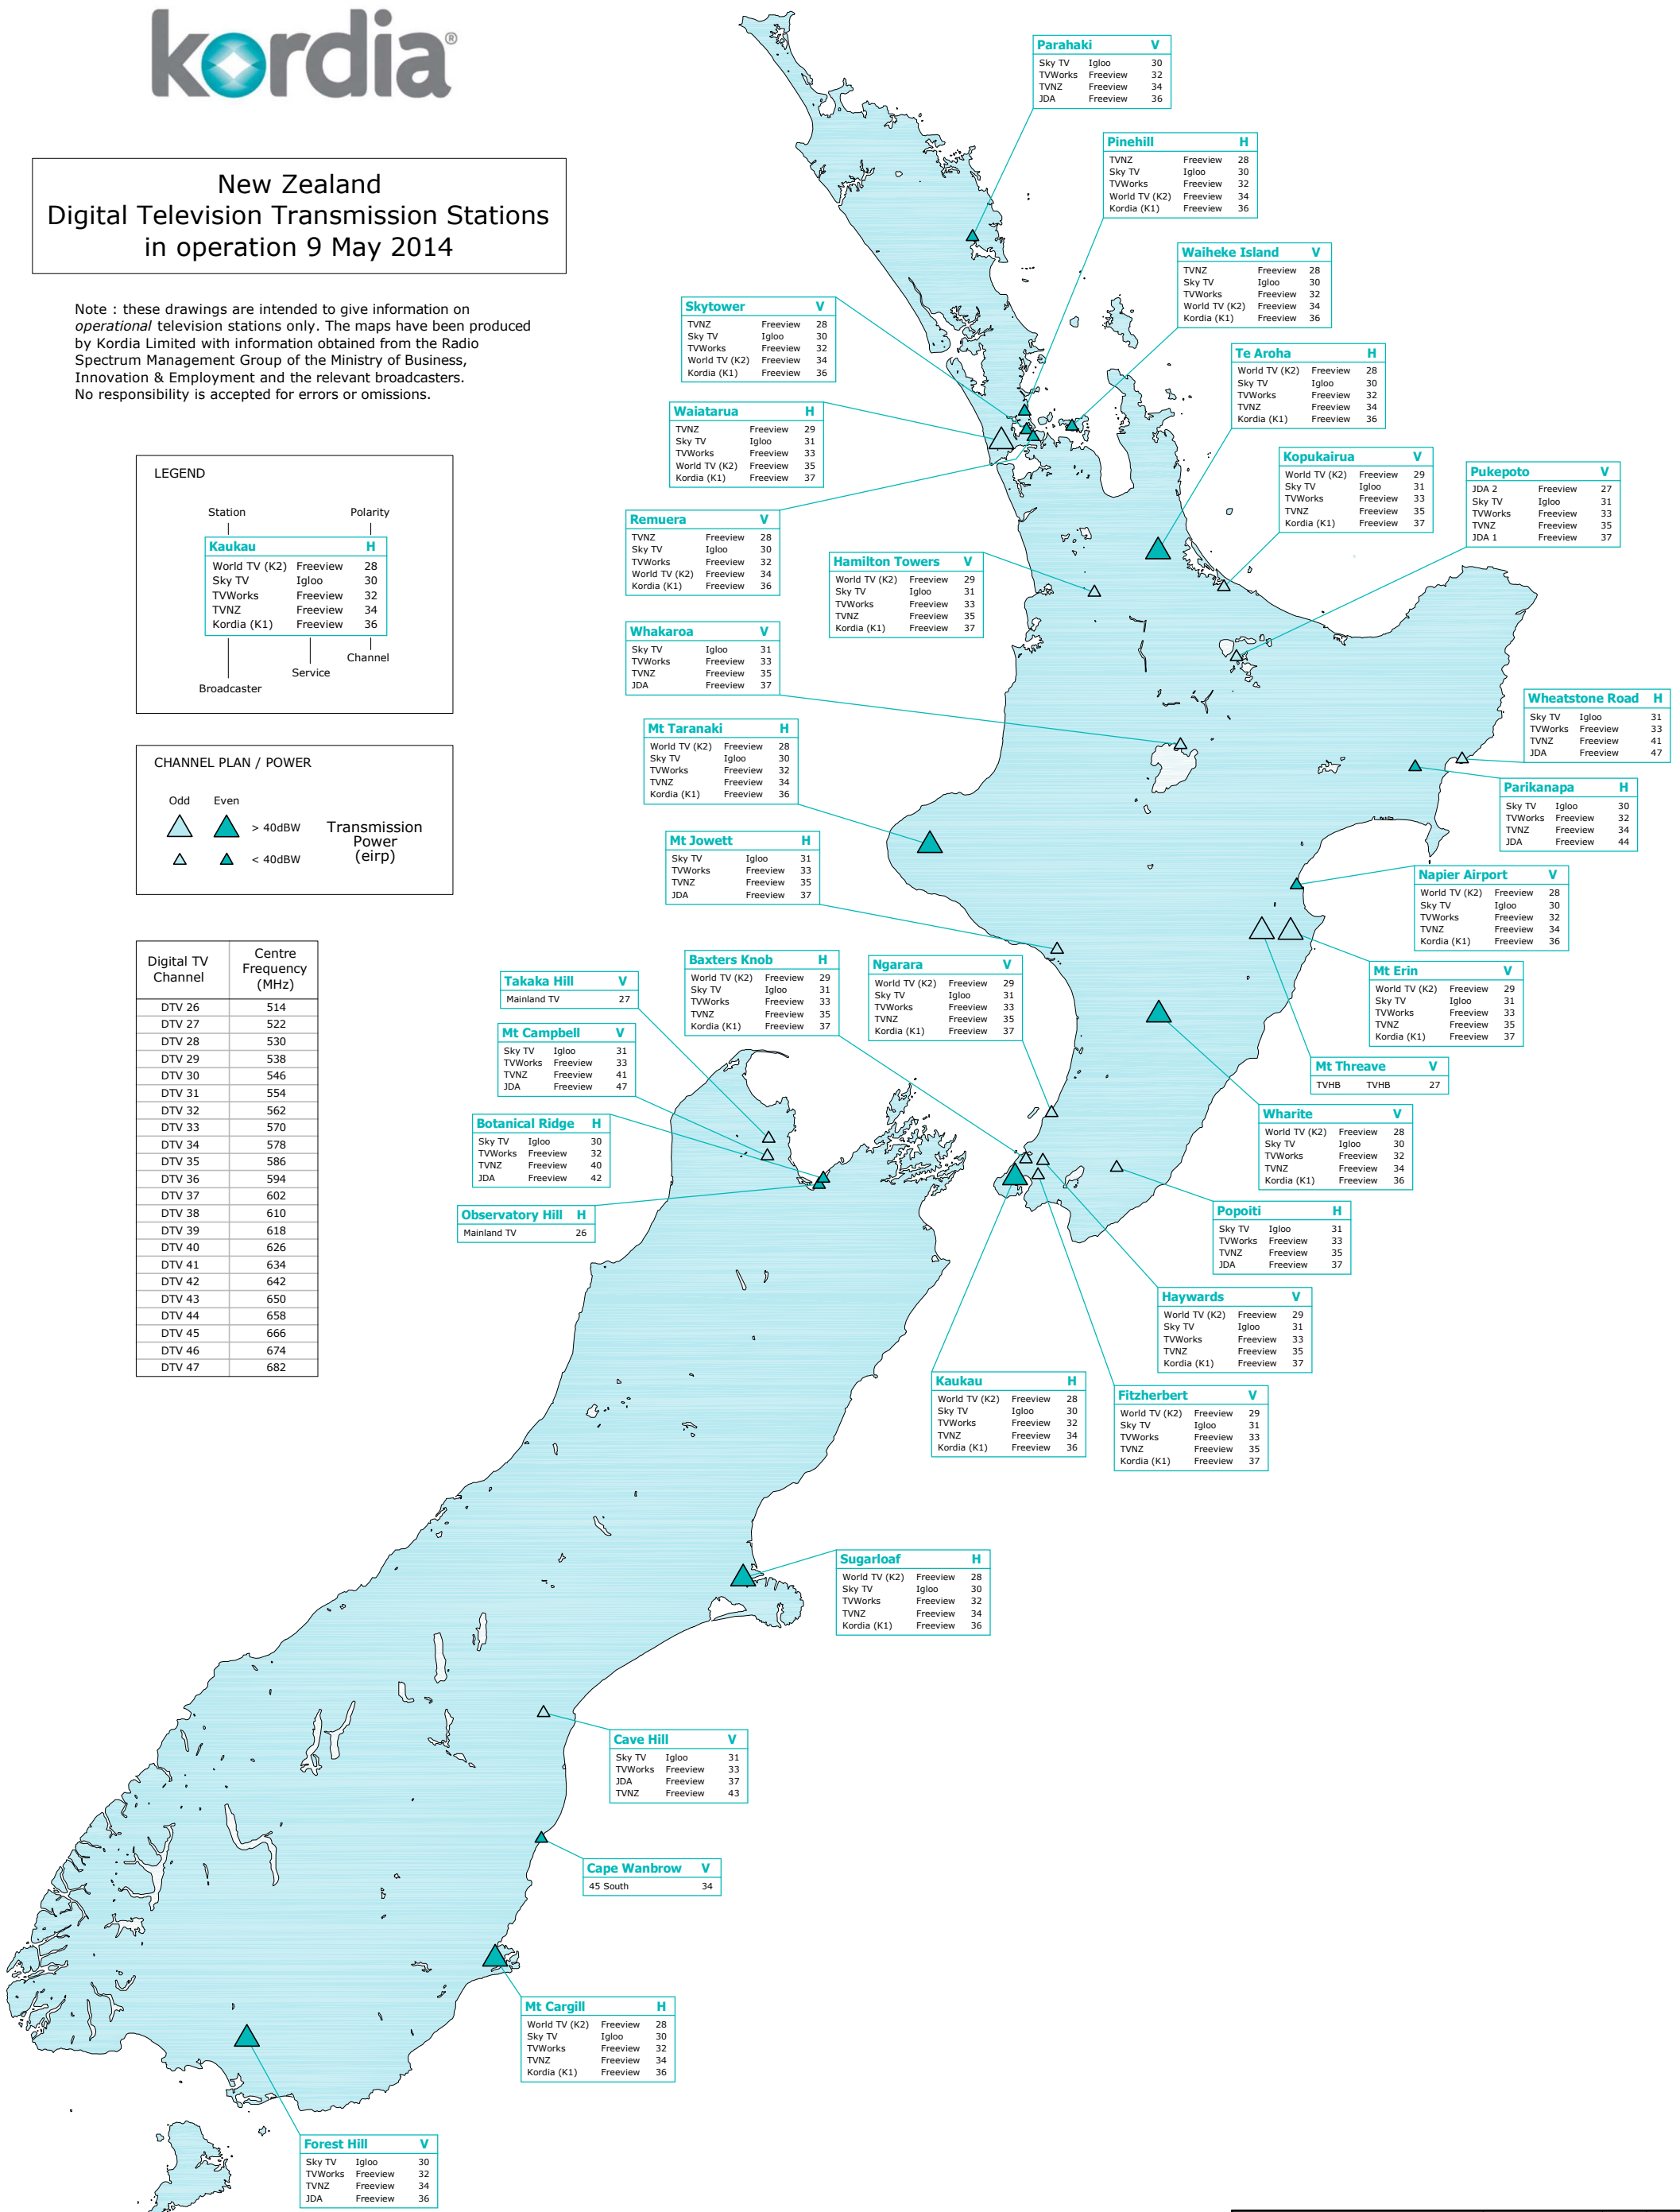 kordia®
New Zealand
Digital Television Transmission Stations
in operation 9 May 2014
Note : these drawings are intended to give information on
operational television stations only. The maps have been produced
by Kordia Limited with information obtained from the Radio
Spectrum Management Group of the Ministry of Business,
Innovation & Employment and the relevant broadcasters.
No responsibility is accepted for errors or omissions.
LEGEND
Station Polarity
Kaukau H
World TV (K2) Freeview 28
Sky TV Igloo 30
TVWorks Freeview 32
TVNZ Freeview 34
Kordia (K1) Freeview 36
Channel
Service
Broadcaster
CHANNEL PLAN / POWER
Odd Even
> 40dBW
< 40dBW
Transmission
Power
(eirp)
Digital TV Channel Centre Frequency (MHz)
DTV 26 514
DTV 27 522
DTV 28 530
DTV 29 538
DTV 30 546
DTV 31 554
DTV 32 562
DTV 33 570
DTV 34 578
DTV 35 586
DTV 36 594
DTV 37 602
DTV 38 610
DTV 39 618
DTV 40 626
DTV 41 634
DTV 42 642
DTV 43 650
DTV 44 658
DTV 45 666
DTV 46 674
DTV 47 682
Parahaki V
Sky TV Igloo 30
TVWorks Freeview 32
TVNZ Freeview 34
JDA Freeview 36
Pinehill H
TVNZ Freeview 28
Sky TV Igloo 30
TVWorks Freeview 32
World TV (K2) Freeview 34
Kordia (K1) Freeview 36
Waiheke Island V
TVNZ Freeview 28
Sky TV Igloo 30
TVWorks Freeview 32
World TV (K2) Freeview 34
Kordia (K1) Freeview 36
Skytower V
TVNZ Freeview 28
Sky TV Igloo 30
TVWorks Freeview 32
World TV (K2) Freeview 34
Kordia (K1) Freeview 36
Te Aroha H
World TV (K2) Freeview 28
Sky TV Igloo 30
TVWorks Freeview 32
TVNZ Freeview 34
Kordia (K1) Freeview 36
Waiatarua H
TVNZ Freeview 29
Sky TV Igloo 31
TVWorks Freeview 33
World TV (K2) Freeview 35
Kordia (K1) Freeview 37
Kopukairua V
World TV (K2) Freeview 29
Sky TV Igloo 31
TVWorks Freeview 33
TVNZ Freeview 35
Kordia (K1) Freeview 37
Pukepoto V
JDA 2 Freeview 27
Sky TV Igloo 31
TVWorks Freeview 33
TVNZ Freeview 35
JDA 1 Freeview 37
Remuera V
TVNZ Freeview 28
Sky TV Igloo 30
TVWorks Freeview 32
World TV (K2) Freeview 34
Kordia (K1) Freeview 36
Hamilton Towers V
World TV (K2) Freeview 29
Sky TV Igloo 31
TVWorks Freeview 33
TVNZ Freeview 35
Kordia (K1) Freeview 37
Whakaroa V
Sky TV Igloo 31
TVWorks Freeview 33
TVNZ Freeview 35
JDA Freeview 37
Wheatstone Road H
Sky TV Igloo 31
TVWorks Freeview 33
TVNZ Freeview 41
JDA Freeview 47
Mt Taranaki H
World TV (K2) Freeview 28
Sky TV Igloo 30
TVWorks Freeview 32
TVNZ Freeview 34
Kordia (K1) Freeview 36
Parikanapa H
Sky TV Igloo 30
TVWorks Freeview 32
TVNZ Freeview 34
JDA Freeview 44
Mt Jowett H
Sky TV Igloo 31
TVWorks Freeview 33
TVNZ Freeview 35
JDA Freeview 37
Napier Airport V
World TV (K2) Freeview 28
Sky TV Igloo 30
TVWorks Freeview 32
TVNZ Freeview 34
Kordia (K1) Freeview 36
Baxters Knob H
World TV (K2) Freeview 29
Sky TV Igloo 31
TVWorks Freeview 33
TVNZ Freeview 35
Kordia (K1) Freeview 37
Ngarara V
World TV (K2) Freeview 29
Sky TV Igloo 31
TVWorks Freeview 33
TVNZ Freeview 35
Kordia (K1) Freeview 37
Mt Erin V
World TV (K2) Freeview 29
Sky TV Igloo 31
TVWorks Freeview 33
TVNZ Freeview 35
Kordia (K1) Freeview 37
Takaka Hill V
Mainland TV 27
Mt Campbell V
Sky TV Igloo 31
TVWorks Freeview 33
TVNZ Freeview 41
JDA Freeview 47
Mt Threave V
TVHB TVHB 27
Botanical Ridge H
Sky TV Igloo 30
TVWorks Freeview 32
TVNZ Freeview 40
JDA Freeview 42
Wharite V
World TV (K2) Freeview 28
Sky TV Igloo 30
TVWorks Freeview 32
TVNZ Freeview 34
Kordia (K1) Freeview 36
Observatory Hill H
Mainland TV 26
Popoiti H
Sky TV Igloo 31
TVWorks Freeview 33
TVNZ Freeview 35
JDA Freeview 37
Haywards V
World TV (K2) Freeview 29
Sky TV Igloo 31
TVWorks Freeview 33
TVNZ Freeview 35
Kordia (K1) Freeview 37
Kaukau H
World TV (K2) Freeview 28
Sky TV Igloo 30
TVWorks Freeview 32
TVNZ Freeview 34
Kordia (K1) Freeview 36
Fitzherbert V
World TV (K2) Freeview 29
Sky TV Igloo 31
TVWorks Freeview 33
TVNZ Freeview 35
Kordia (K1) Freeview 37
Sugarloaf H
World TV (K2) Freeview 28
Sky TV Igloo 30
TVWorks Freeview 32
TVNZ Freeview 34
Kordia (K1) Freeview 36
Cave Hill V
Sky TV Igloo 31
TVWorks Freeview 33
JDA Freeview 37
TVNZ Freeview 43
Cape Wanbrow V
45 South 34
Mt Cargill H
World TV (K2) Freeview 28
Sky TV Igloo 30
TVWorks Freeview 32
TVNZ Freeview 34
Kordia (K1) Freeview 36
Forest Hill V
Sky TV Igloo 30
TVWorks Freeview 32
TVNZ Freeview 34
JDA Freeview 36